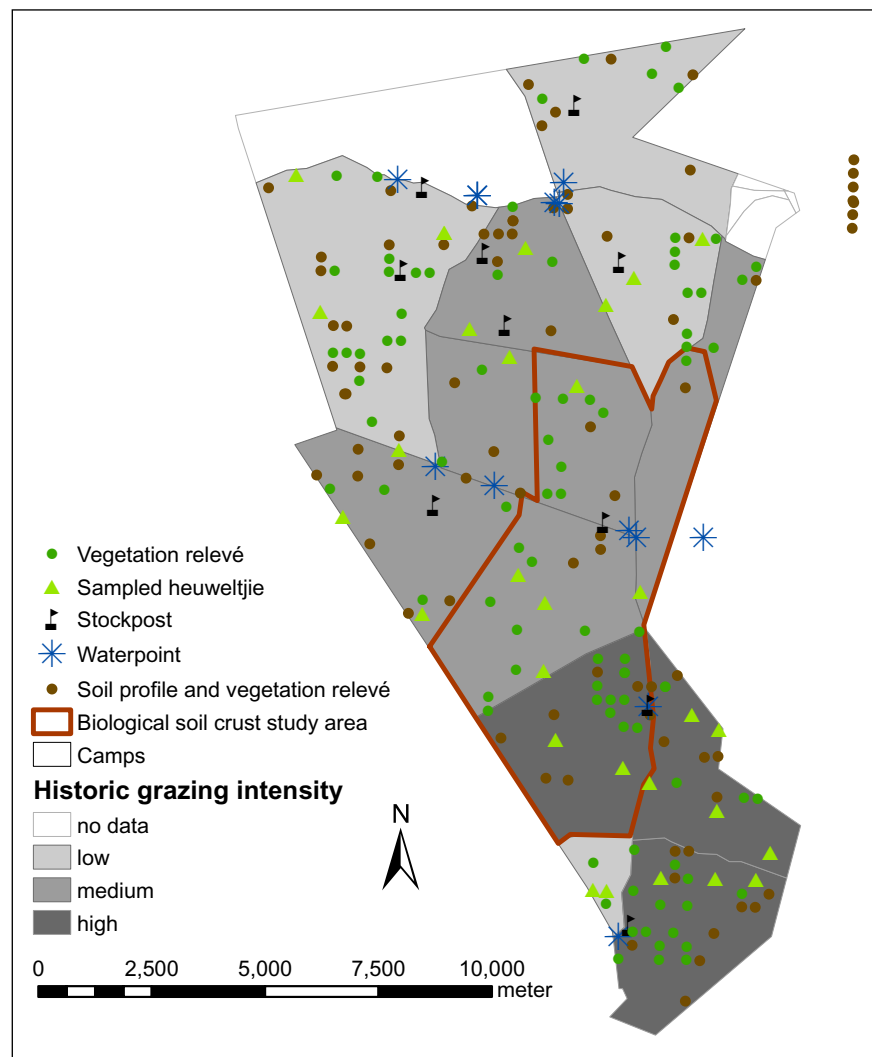 Vegetation relevé
Sampled heuweltjie
Stockpost
Waterpoint
Soil profile and vegetation relevé
Biological soil crust study area
Camps
Historic grazing intensity
no data
low
medium
high
N
0 2,500 5,000 7,500 10,000
meter